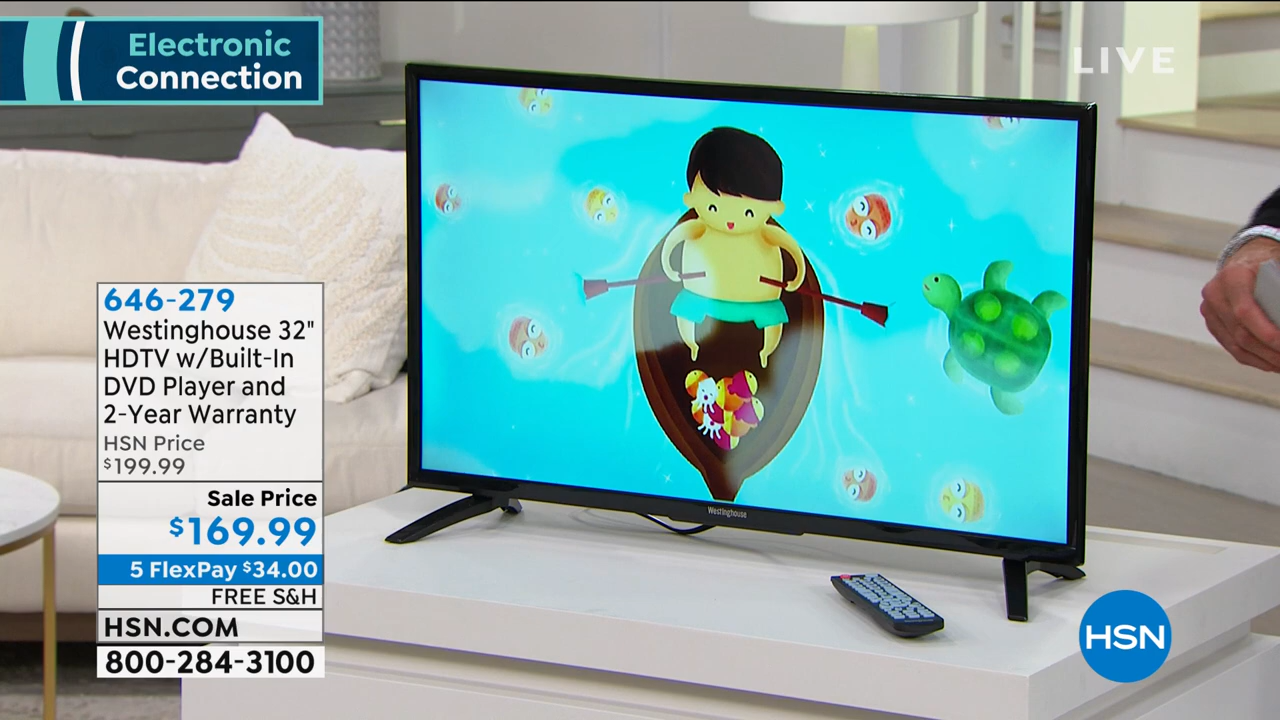 Electronic
Connection
LIVE
646-279
Westinghouse 32"
HDTV w/Built-In
DVD Player and
2-Year Warranty
HSN Price
$199.99
Sale Price
$169.99
5 FlexPay $34.00
FREE S&H
HSN.COM
800-284-3100
Westinghouse
HSN